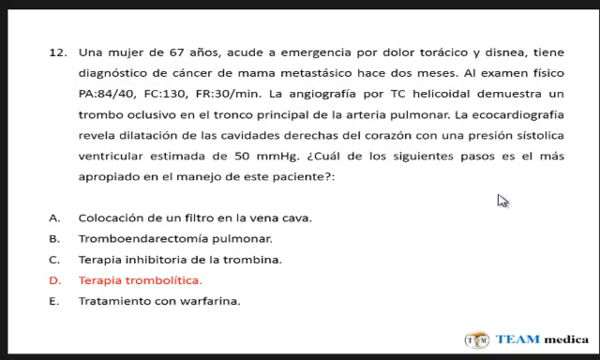 12. Una mujer de 67 años, acude a emergencia por dolor torácico y disnea, tiene
diagnóstico de cáncer de mama metastásico hace dos meses. Al examen físico
PA:84/40, FC:130, FR:30/min. La angiografía por TC helicoidal demuestra un
trombo oclusivo en el tronco principal de la arteria pulmonar. La ecocardiografía
revela dilatación de las cavidades derechas del corazón con una presión sístolica
ventricular estimada de 50 mmHg. ¿Cuál de los siguientes pasos es el más
apropiado en el manejo de este paciente?:
A. Colocación de un filtro en la vena cava.
B. Tromboendarectomía pulmonar.
C. Terapia inhibitoria de la trombina.
D. Terapia trombolítica.
E. Tratamiento con warfarina.
TEAM medica